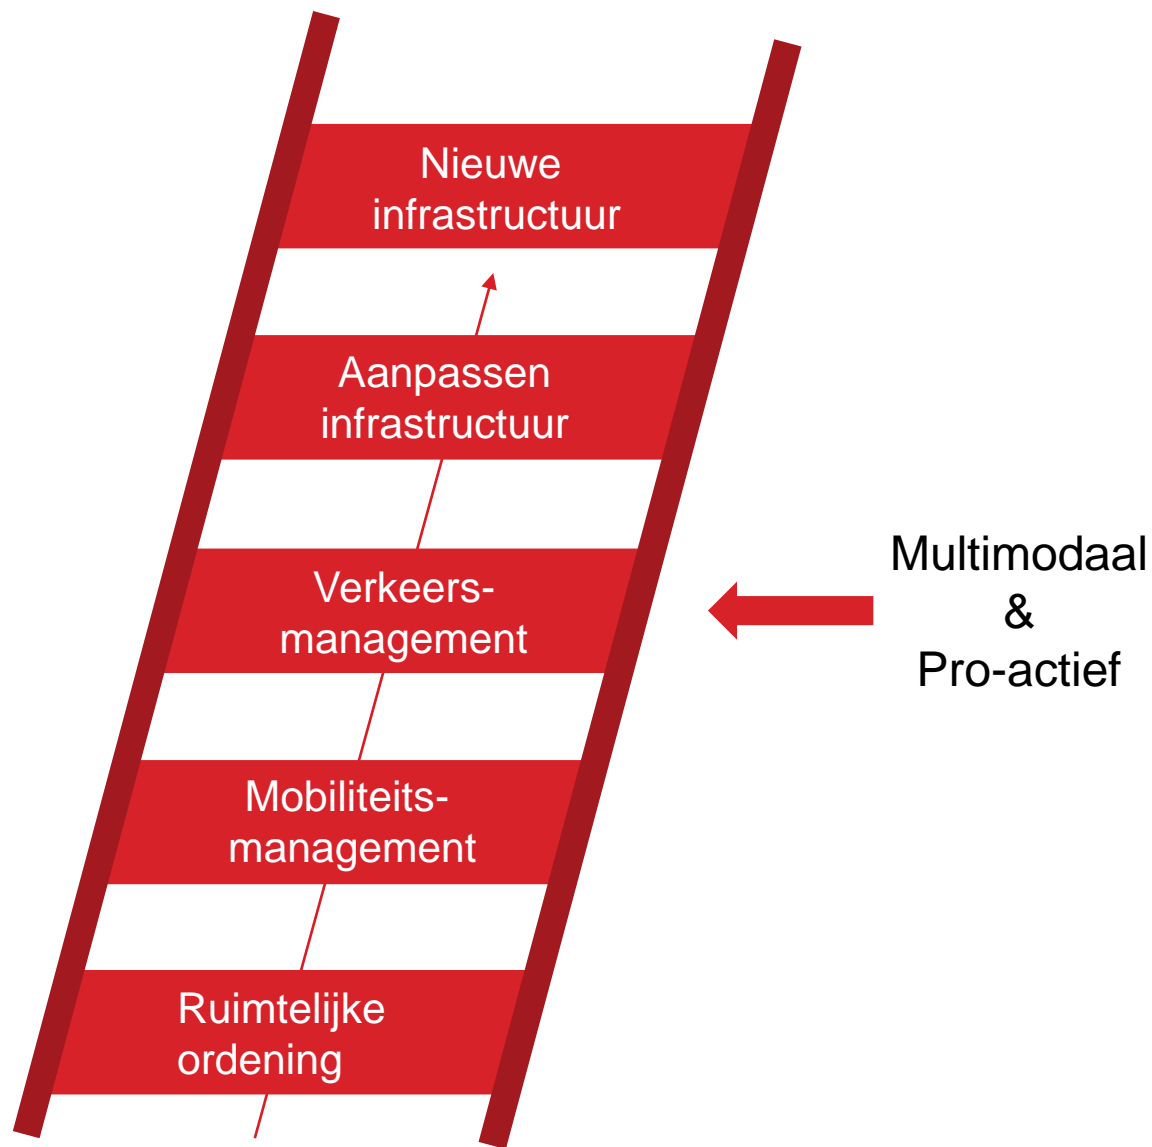 Nieuwe
infrastructuur
Aanpassen
infrastructuur
Verkeers-
management
Multimodaal
&
Pro-actief
Mobiliteits-
management
Ruimtelijke
ordening